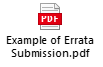 PDF
Example of Errata
Submission.pdf